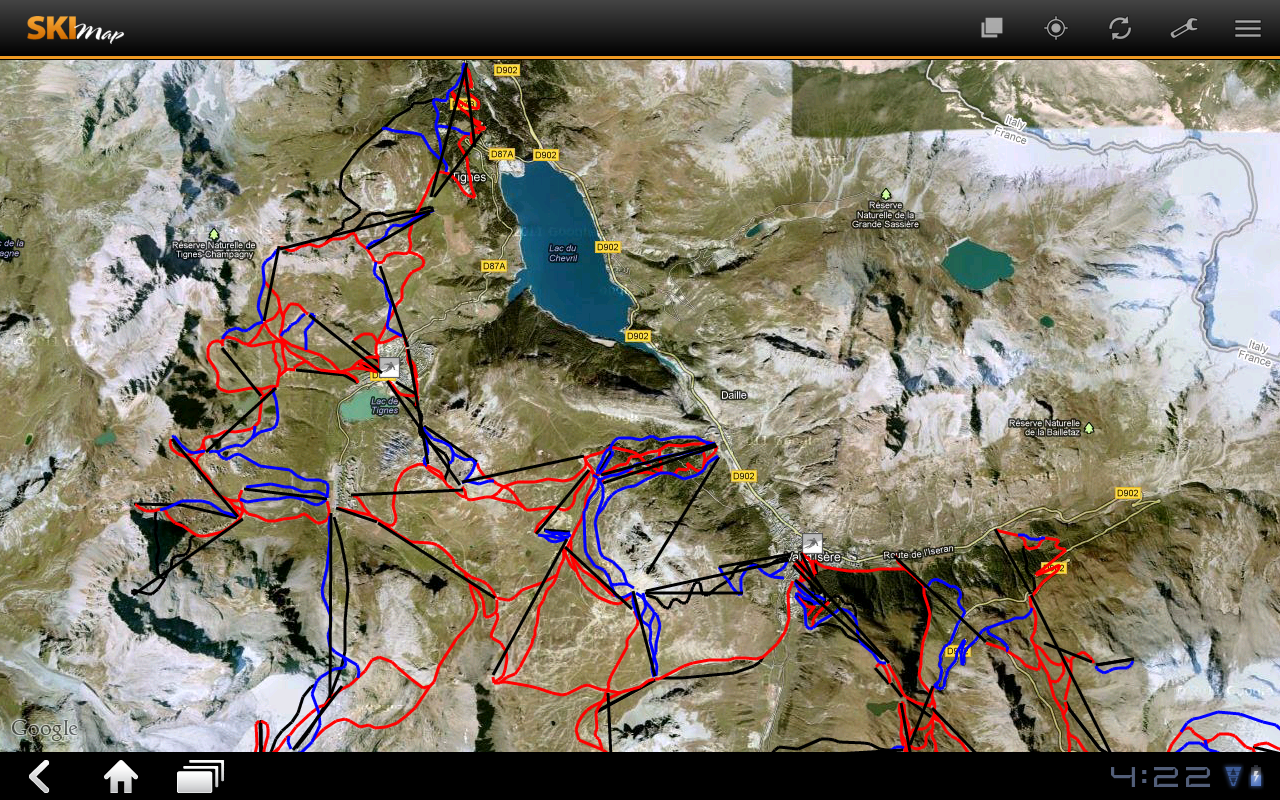 SKI Map
D902
Italy
France
D87A
D902
Tignes
Réserve
Naturelle de la
Grande Sassière
Réserve Naturelle de
Tignes-Champagny
Lac du
Chevril
D902
D87A
D902
Italy
France
Lac de
Tignes
Daille
Réserve Naturelle
de la Bailletaz
D902
D902
Val-d'Isère
Route de l'Iseran
D902
D902
Google
4:22